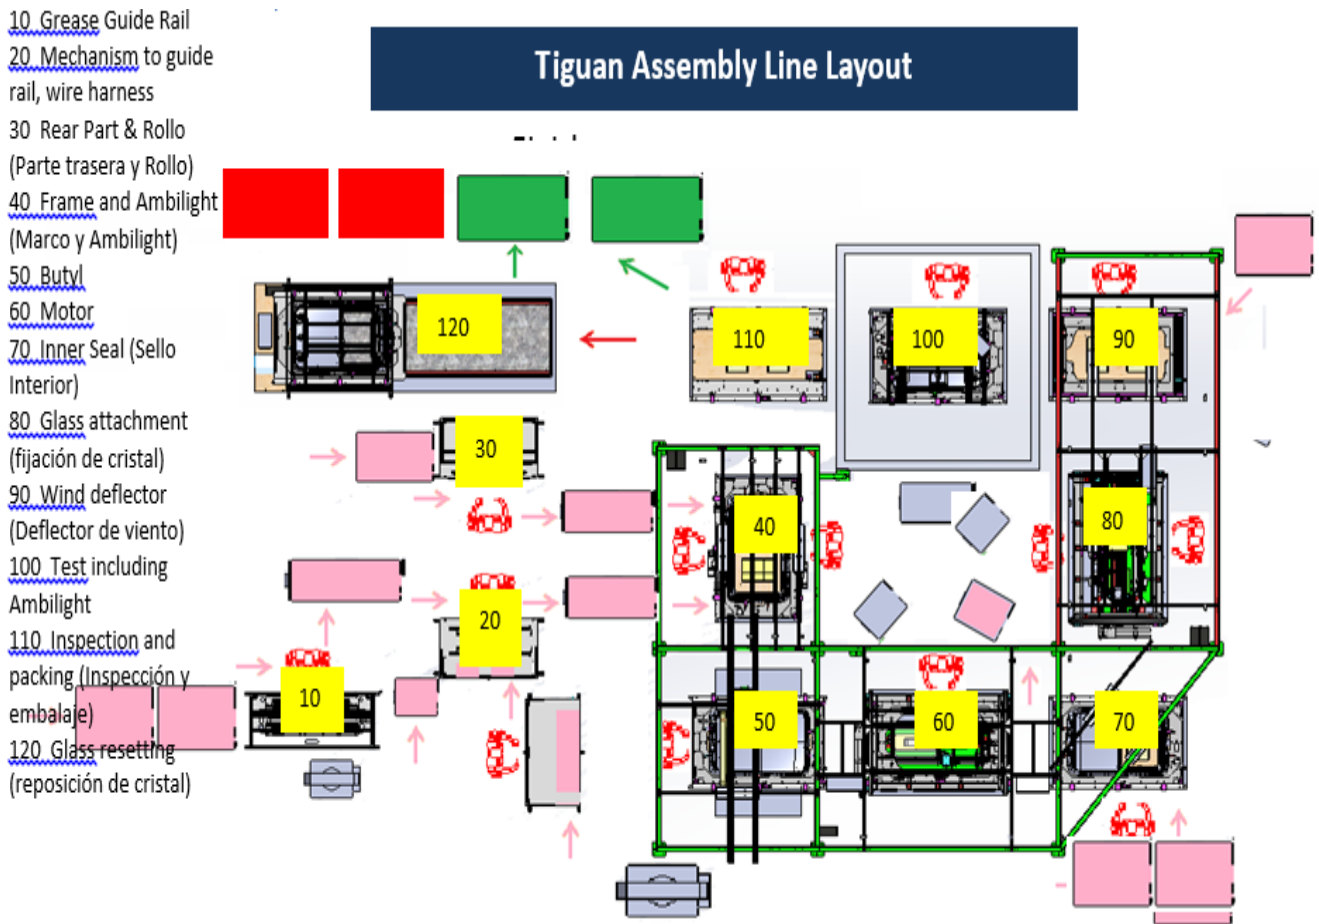 10 Grease Guide Rail
20 Mechanism to guide
rail, wire harness
30 Rear Part & Rollo
(Parte trasera y Rollo)
40 Frame and Ambilight
(Marco y Ambilight)
50 Butyl
60 Motor
70 Inner Seal (Sello
Interior)
80 Glass attachment
(fijación de cristal)
90 Wind deflector
(Deflector de viento)
100 Test including
Ambilight
110 Inspection and
packing (Inspección y
embalaje)
120 Glass resetting
(reposición de cristal)
Tiguan Assembly Line Layout
120
110
100
90
30
40
80
20
10
50
60
70